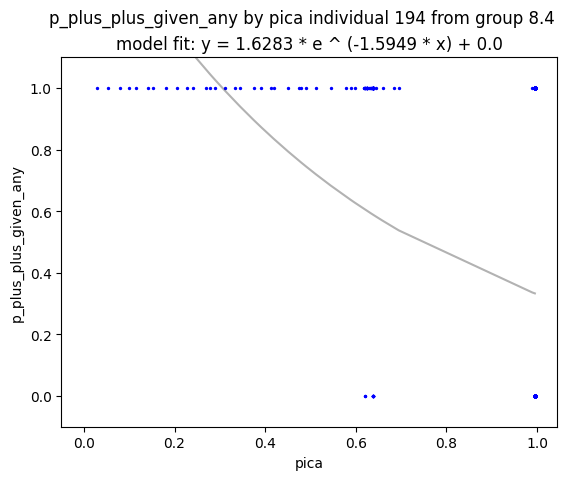 p_plus_plus_given_any by pica individual 194 from group 8.4
model fit: y = 1.6283 * e ^ (-1.5949 * x) + 0.0
1.0
0.8
0.6
0.4
0.2
0.0
p_plus_plus_given_any
0.0 0.2 0.4 0.6 0.8 1.0
pica